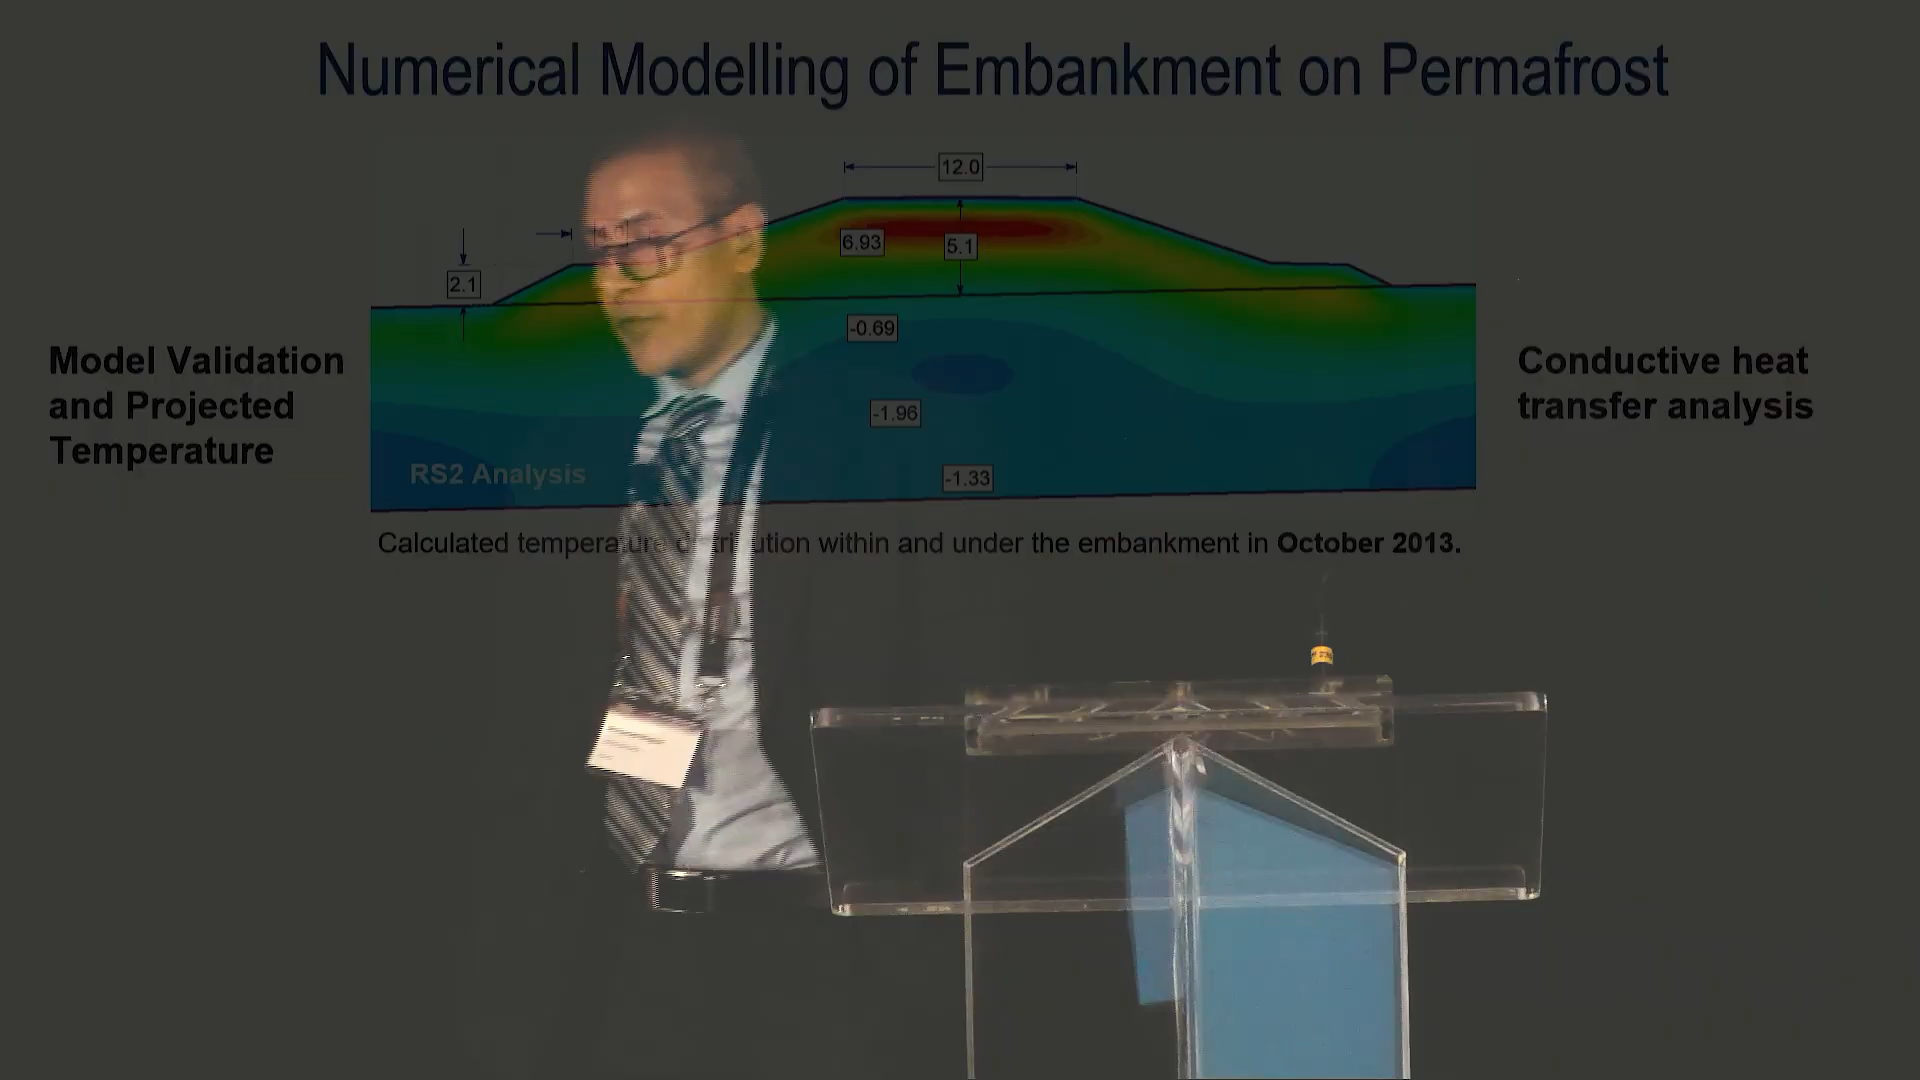 Numerical Modelling of Embankment on Permafrost
12.0
6.93
5.1
2.1
-0.69
Model Validation
and Projected
Temperature
Conductive heat
transfer analysis
-1.96
RS2 Analysis
-1.33
Calculated temperature distribution within and under the embankment in October 2013.